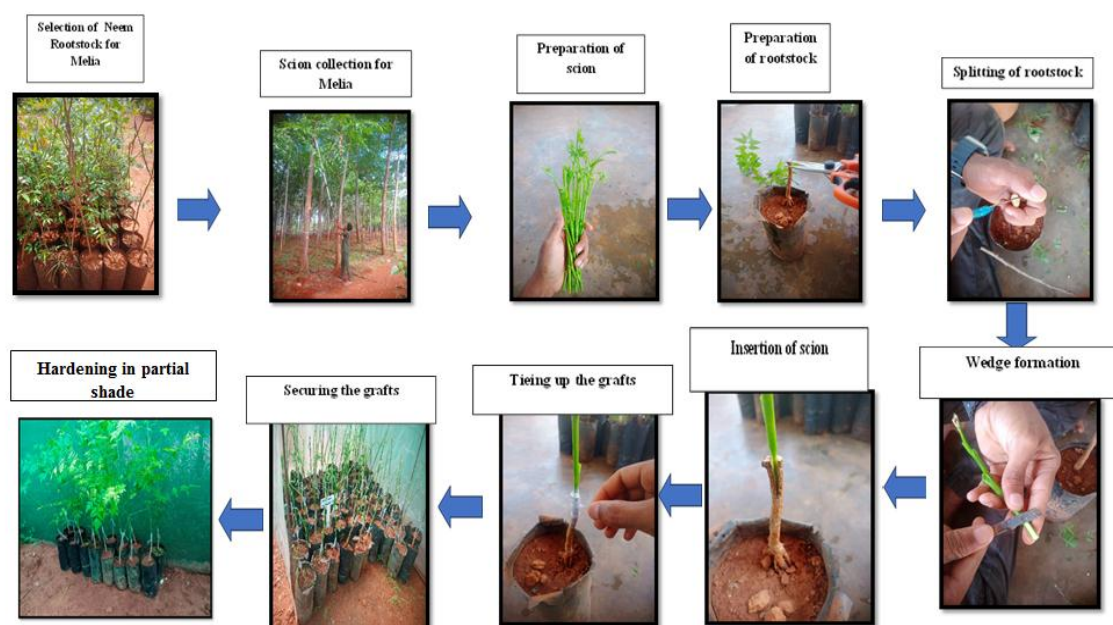 Selection of Neem
Rootstock for
Melia
Scion collection for
Melia
Preparation of
scion
Preparation
of rootstock
Splitting of rootstock
Wedge formation
Insertion of scion
Tieing up the grafts
Securing the grafts
Hardening in partial
shade